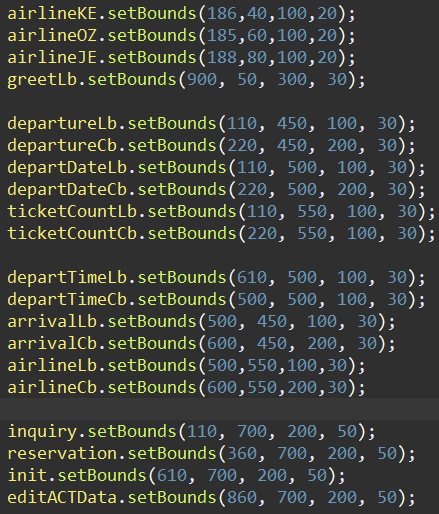 airlineKE.setBounds(186,40,100,20);
airlineOZ.setBounds(185,60,100,20);
airlineJE.setBounds(188,80,100,20);
greetLb.setBounds(900, 50, 300, 30);
departureLb.setBounds(110, 450, 100, 30);
departureCb.setBounds(220, 450, 200, 30);
departDateLb.setBounds(110, 500, 100, 30);
departDateCb.setBounds(220, 500, 200, 30);
ticketCountLb.setBounds(110, 550, 100, 30);
ticketCountCb.setBounds(220, 550, 100, 30);
departTimeLb.setBounds(610, 500, 100, 30);
departTimeCb.setBounds(500, 500, 100, 30);
arrivalLb.setBounds(500, 450, 100, 30);
arrivalCb.setBounds(600, 450, 200, 30);
airlineLb.setBounds(500,550,100,30);
airlineCb.setBounds(600,550,200,30);
inquiry.setBounds(110, 700, 200, 50);
reservation.setBounds(360, 700, 200, 50);
init.setBounds(610, 700, 200, 50);
editACTData.setBounds(860, 700, 200, 50);